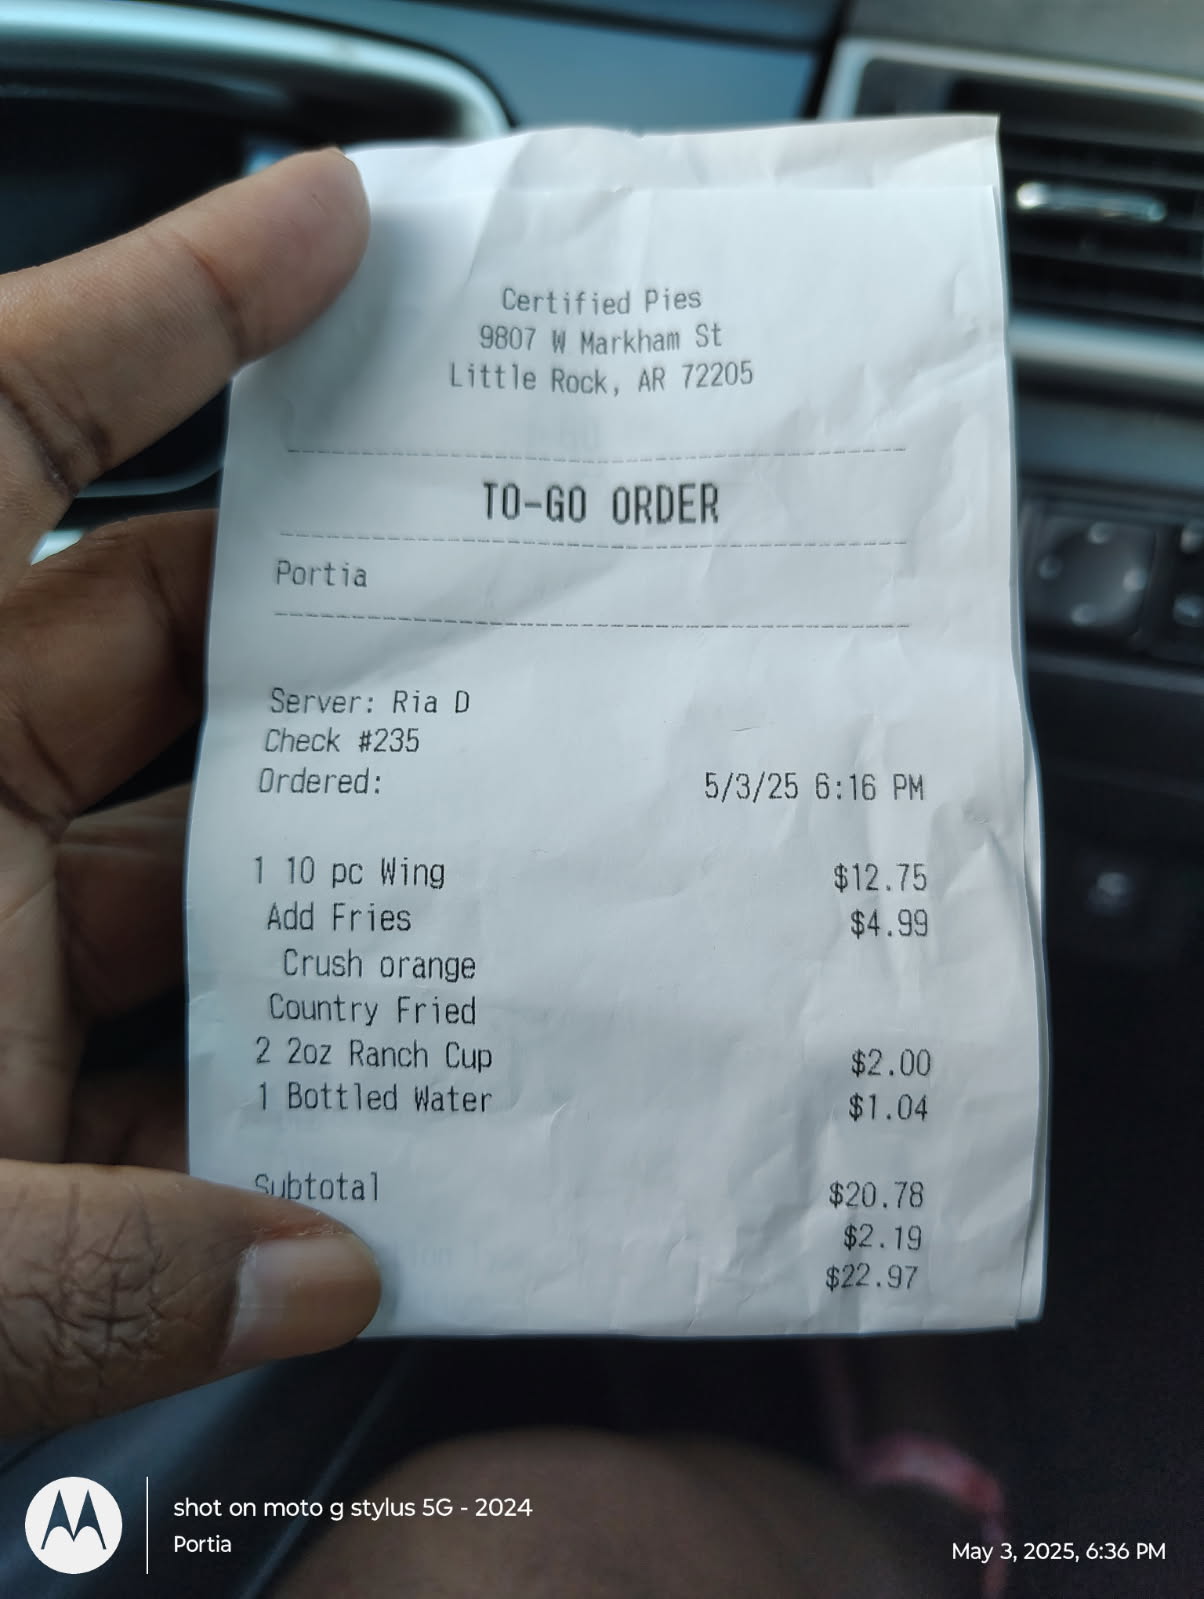 Certified Pies
9807 W Markham St
Little Rock, AR 72205
TO-GO ORDER
Portia
Server: Ria D
Check #235
Ordered: 5/3/25 6:16 PM
1 10 pc Wing $12.75
Add Fries $4.99
Crush orange
Country Fried
2 2oz Ranch Cup $2.00
1 Bottled Water $1.04
Subtotal $20.78
$2.19
$22.97
shot on moto g stylus 5G - 2024
Portia
May 3, 2025, 6:36 PM